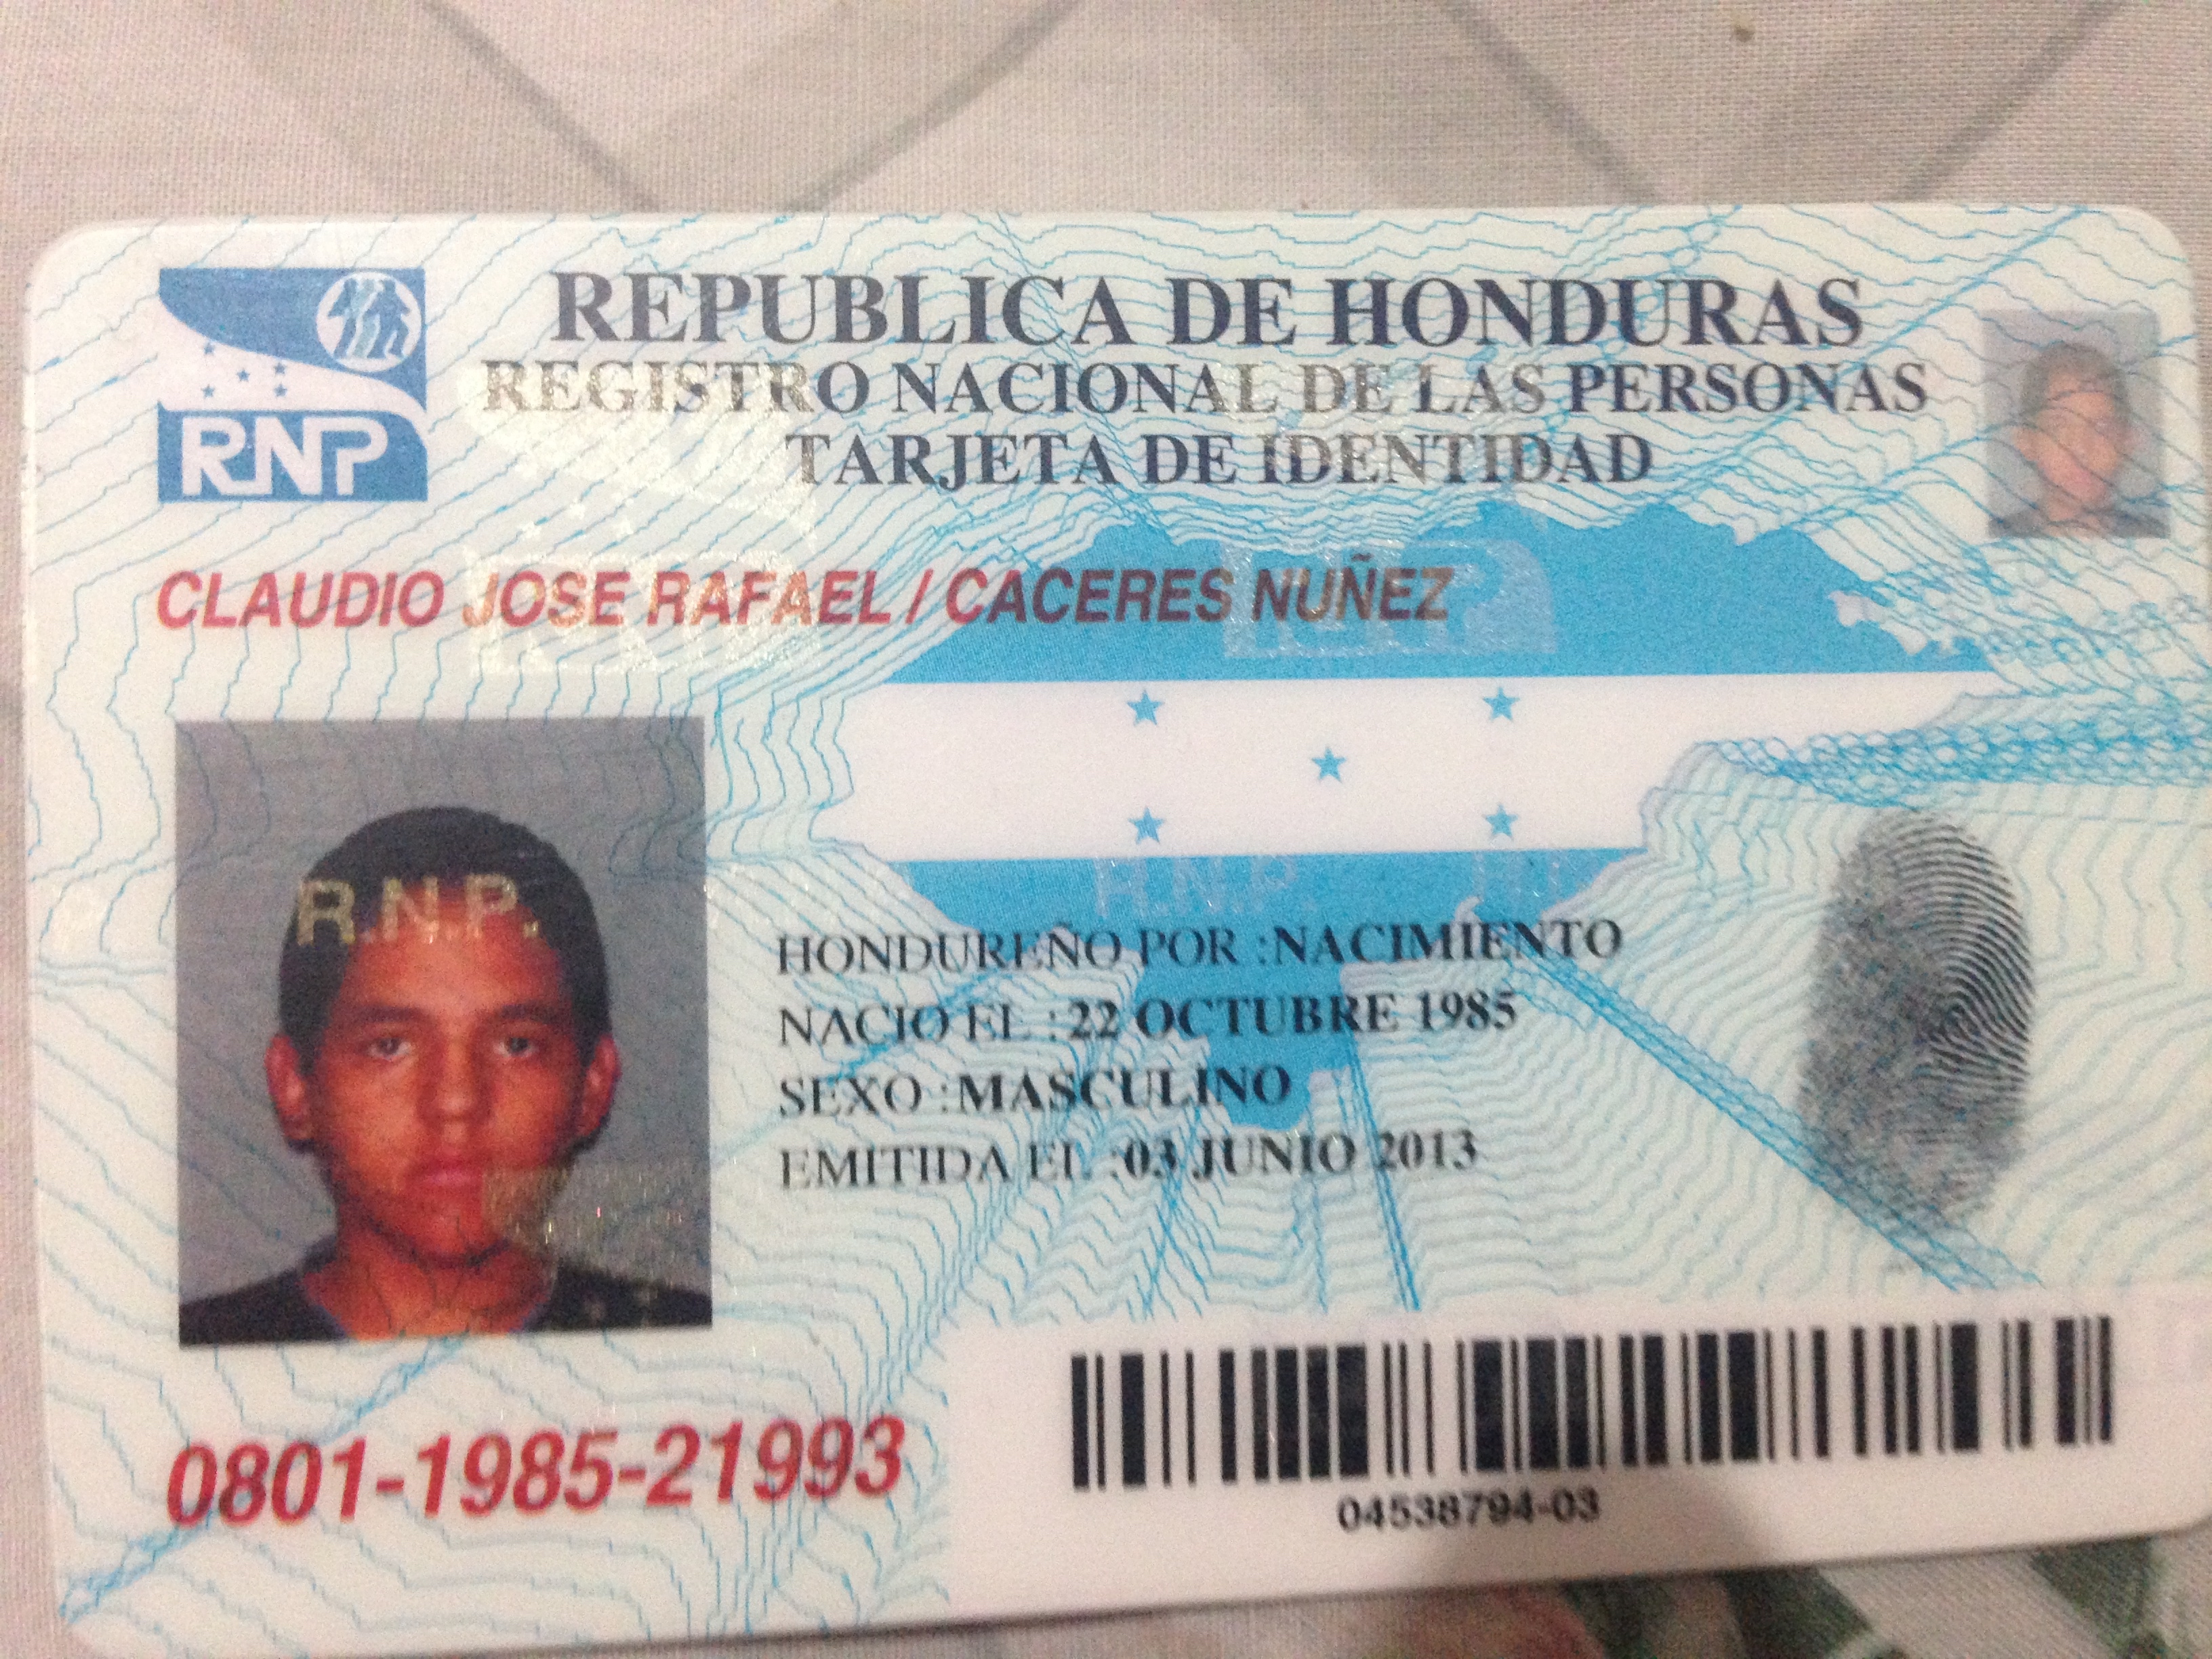 REPUBLICA DE HONDURAS
REGISTRO NACIONAL DE LAS PERSONAS
TARJETA DE IDENTIDAD
RNP
CLAUDIO JOSE RAFAEL / CACERES NUÑEZ
R.N.P.
R.N.P.
HONDUREÑO POR :NACIMIENTO
NACIO EL :22 OCTUBRE 1985
SEXO :MASCULINO
EMITIDA EL :03 JUNIO 2013
0801-1985-21993
04538794-03